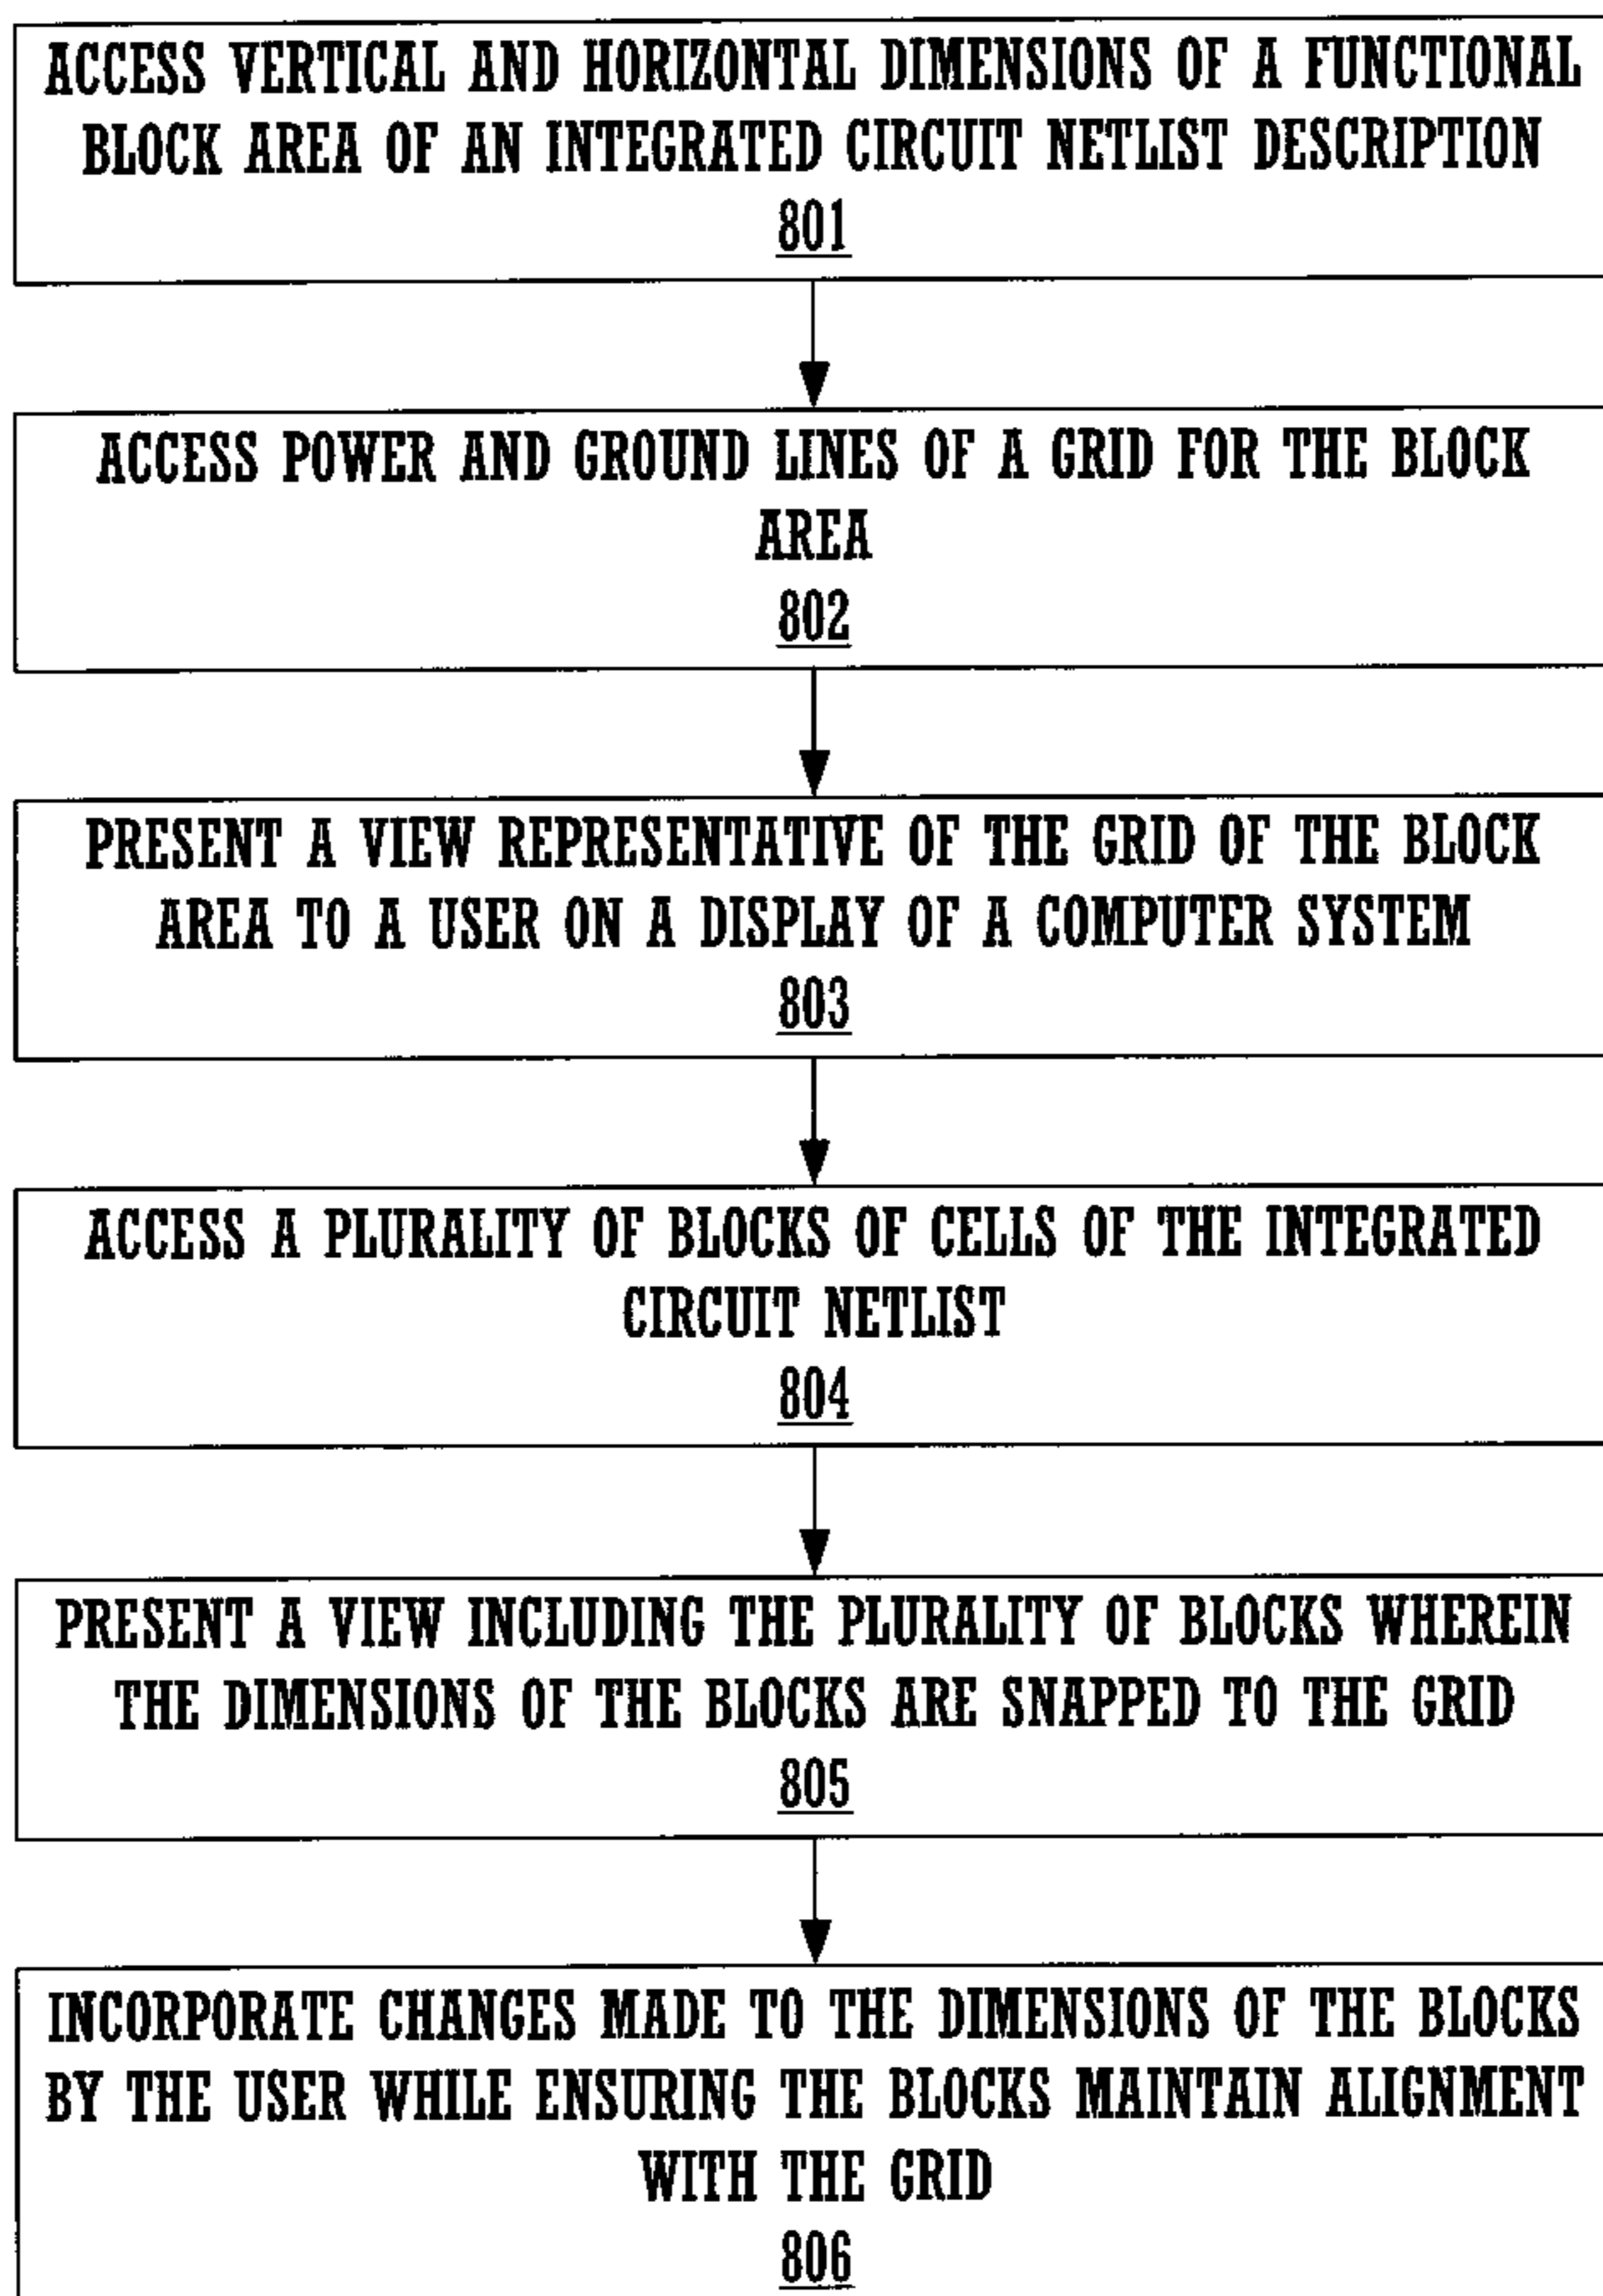 ACCESS VERTICAL AND HORIZONTAL DIMENSIONS OF A FUNCTIONAL
BLOCK AREA OF AN INTEGRATED CIRCUIT NETLIST DESCRIPTION
801
ACCESS POWER AND GROUND LINES OF A GRID FOR THE BLOCK
AREA
802
PRESENT A VIEW REPRESENTATIVE OF THE GRID OF THE BLOCK
AREA TO A USER ON A DISPLAY OF A COMPUTER SYSTEM
803
ACCESS A PLURALITY OF BLOCKS OF CELLS OF THE INTEGRATED
CIRCUIT NETLIST
804
PRESENT A VIEW INCLUDING THE PLURALITY OF BLOCKS WHEREIN
THE DIMENSIONS OF THE BLOCKS ARE SNAPPED TO THE GRID
805
INCORPORATE CHANGES MADE TO THE DIMENSIONS OF THE BLOCKS
BY THE USER WHILE ENSURING THE BLOCKS MAINTAIN ALIGNMENT
WITH THE GRID
806